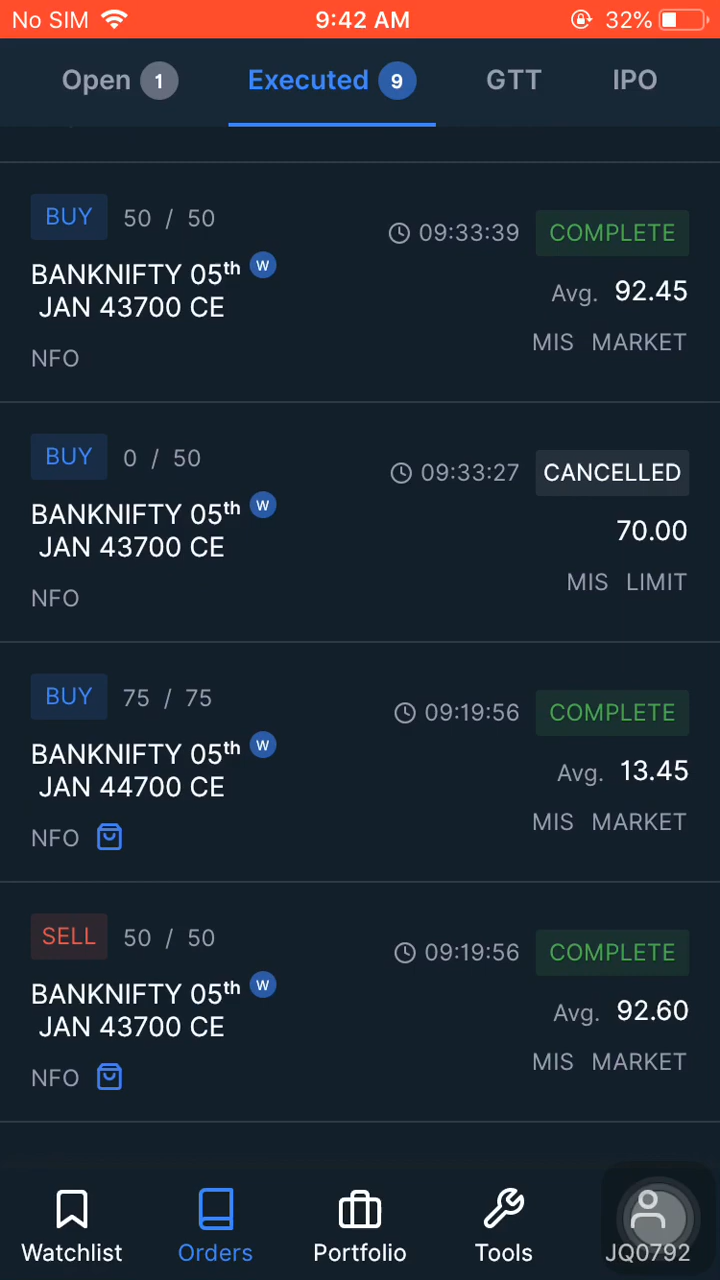 No SIM 9:42 AM 32%
Open 1 Executed 9 GTT IPO
BUY 50 / 50 09:33:39 COMPLETE
BANKNIFTY 05th W
JAN 43700 CE
Avg. 92.45
NFO MIS MARKET
BUY 0 / 50 09:33:27 CANCELLED
BANKNIFTY 05th W
JAN 43700 CE
70.00
NFO MIS LIMIT
BUY 75 / 75 09:19:56 COMPLETE
BANKNIFTY 05th W
JAN 44700 CE
Avg. 13.45
NFO MIS MARKET
SELL 50 / 50 09:19:56 COMPLETE
BANKNIFTY 05th W
JAN 43700 CE
Avg. 92.60
NFO MIS MARKET
Watchlist Orders Portfolio Tools JQ0792